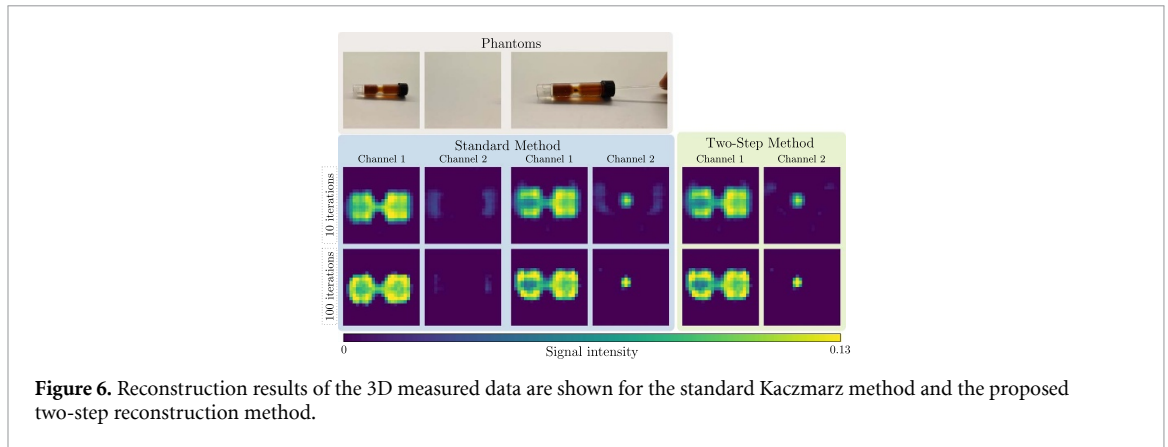 Phantoms
Standard Method
Two-Step Method
Channel 1
Channel 2
Channel 1
Channel 2
Channel 1
Channel 2
10 iterations
100 iterations
0
Signal intensity
0.13
Figure 6. Reconstruction results of the 3D measured data are shown for the standard Kaczmarz method and the proposed
two-step reconstruction method.